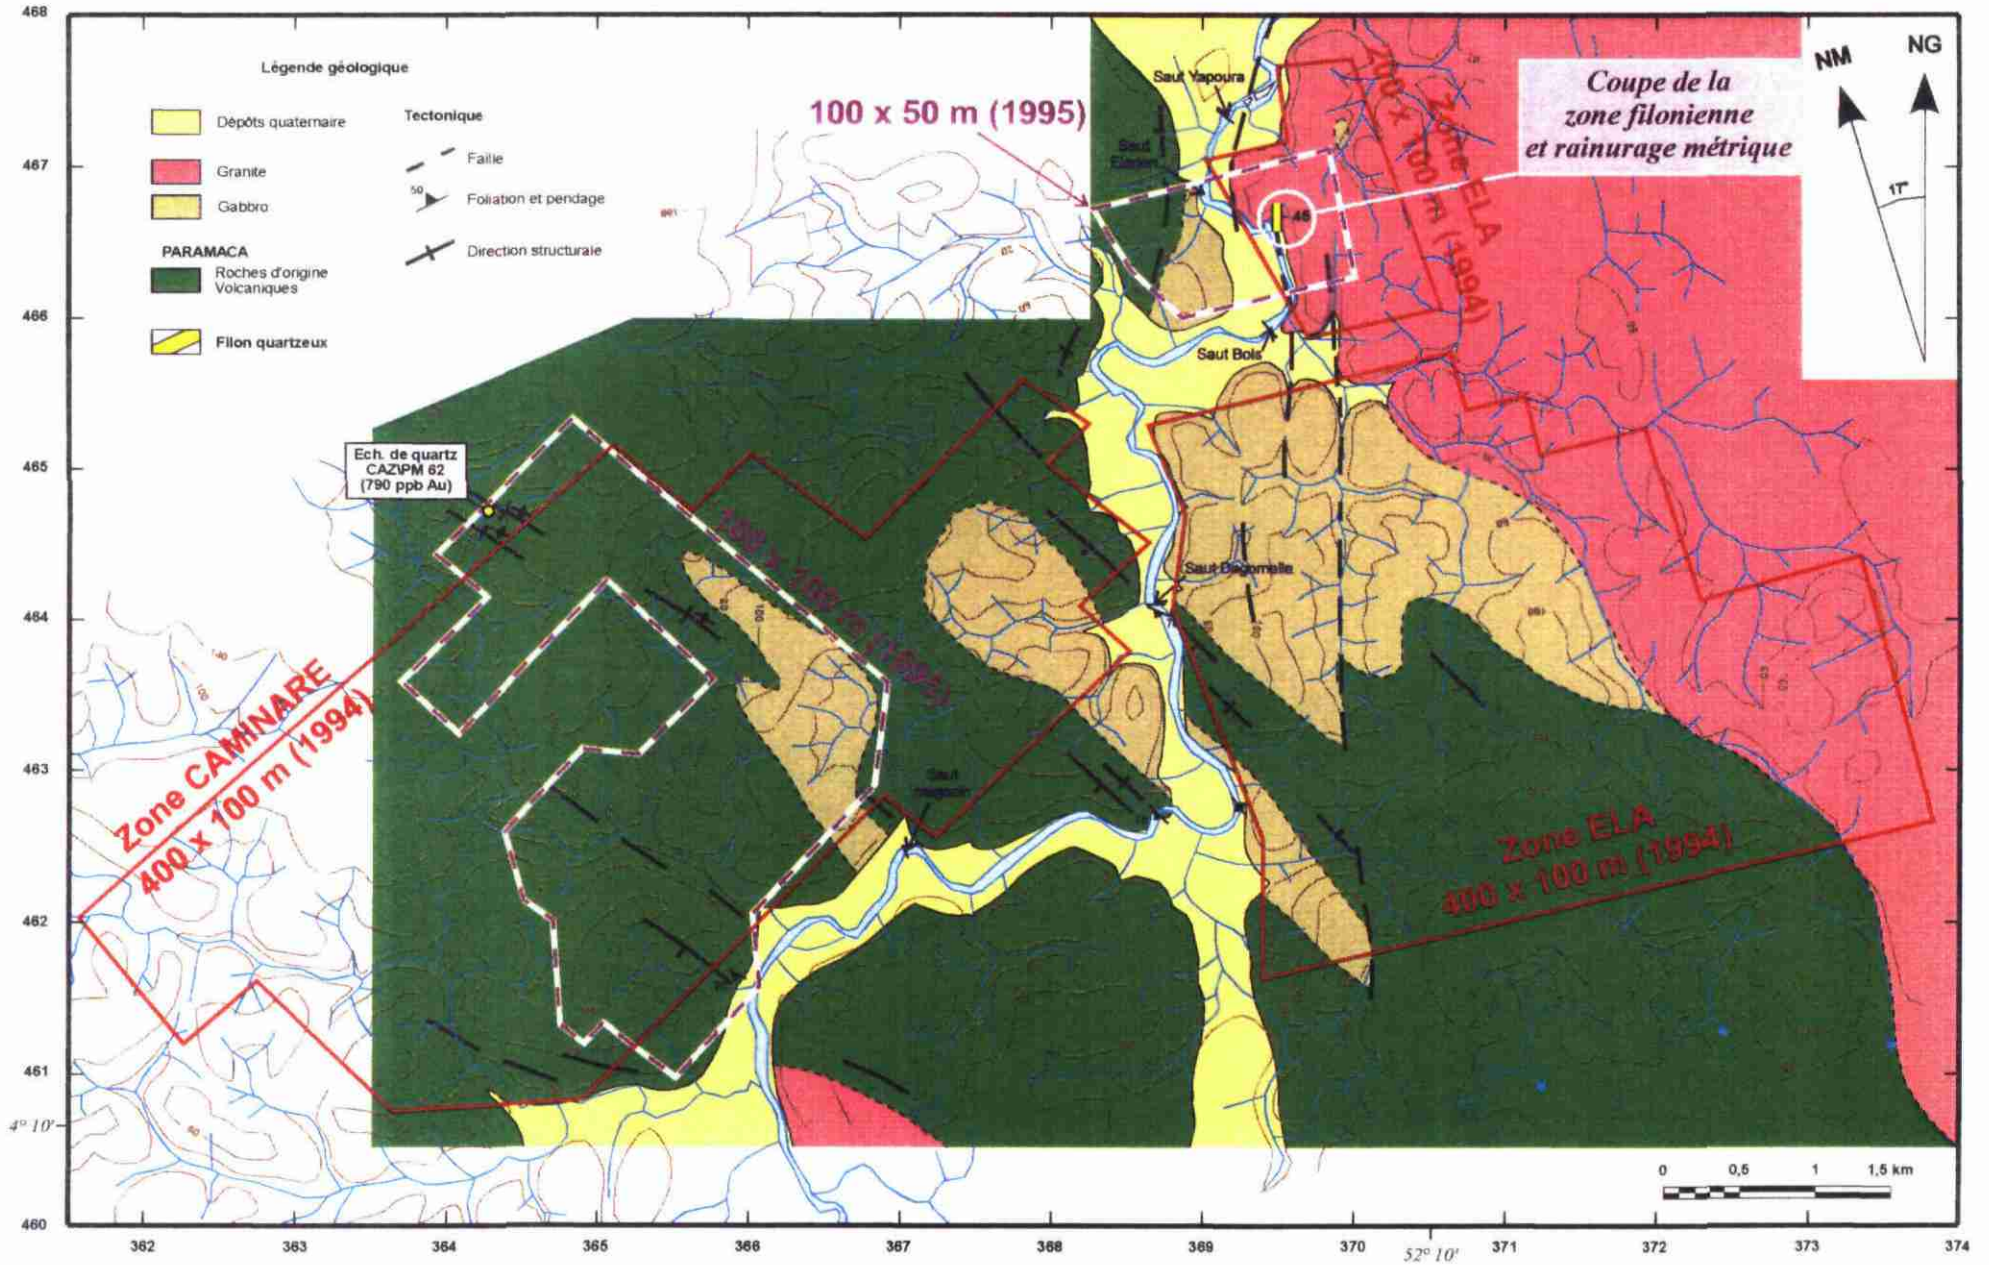 468
467
466
465
464
463
462
461
4° 10'
460
Légende géologique
Dépôts quaternaire
Granite
Gabbro
PARAMACA
Roches d'origine
Volcaniques
Filon quartzeux
Tectonique
Faille
50
Foliation et pendage
Direction structurale
100 x 50 m (1995)
Saut Yapoura
Saut
Zone ELA
200 x 100 m (1994)
Coupe de la
zone filonienne
et rainurage métrique
NM
NG
17°
45
Saut Bois
Ech. de quartz
CAZ\PM 62
(790 ppb Au)
100 x 100 m (1995)
Saut Dagomelle
Zone CAMINARE
400 x 100 m (1994)
Saut
magasin
Zone ELA
400 x 100 m (1994)
0 0,5 1 1,5 km
362 363 364 365 366 367 368 369 370 371 372 373 374
52° 10'